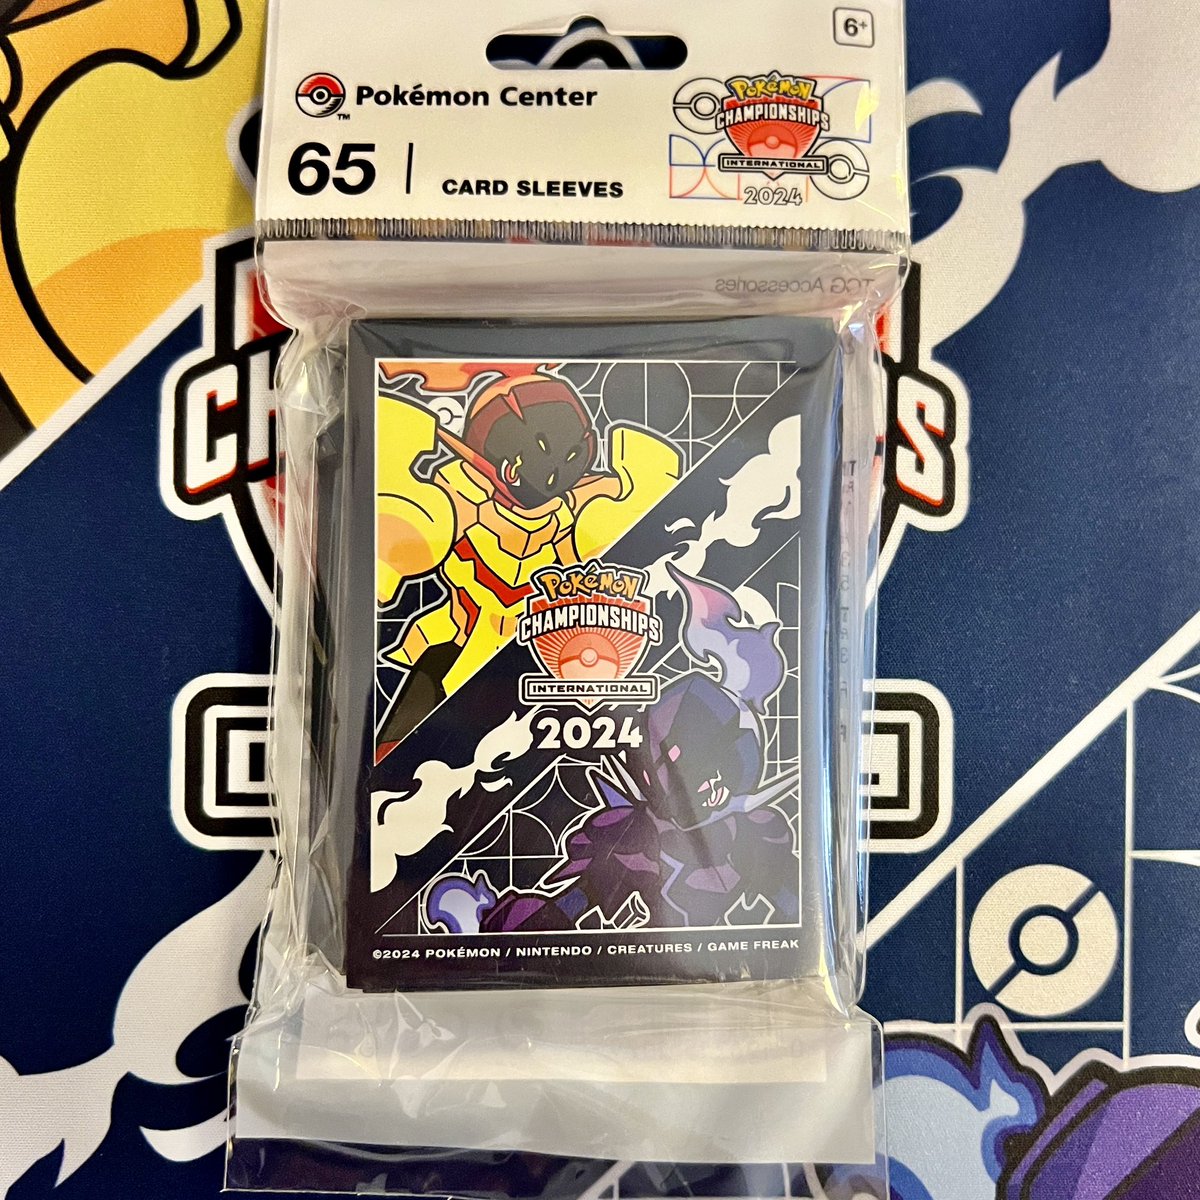 6+
Pokémon Center
TM
65
CARD SLEEVES
POKéMON
CHAMPIONSHIPS
INTERNATIONAL
2024
TCG Accessories
POKéMON
CHAMPIONSHIPS
INTERNATIONAL
2024
©2024 POKÉMON / NINTENDO / CREATURES / GAME FREAK